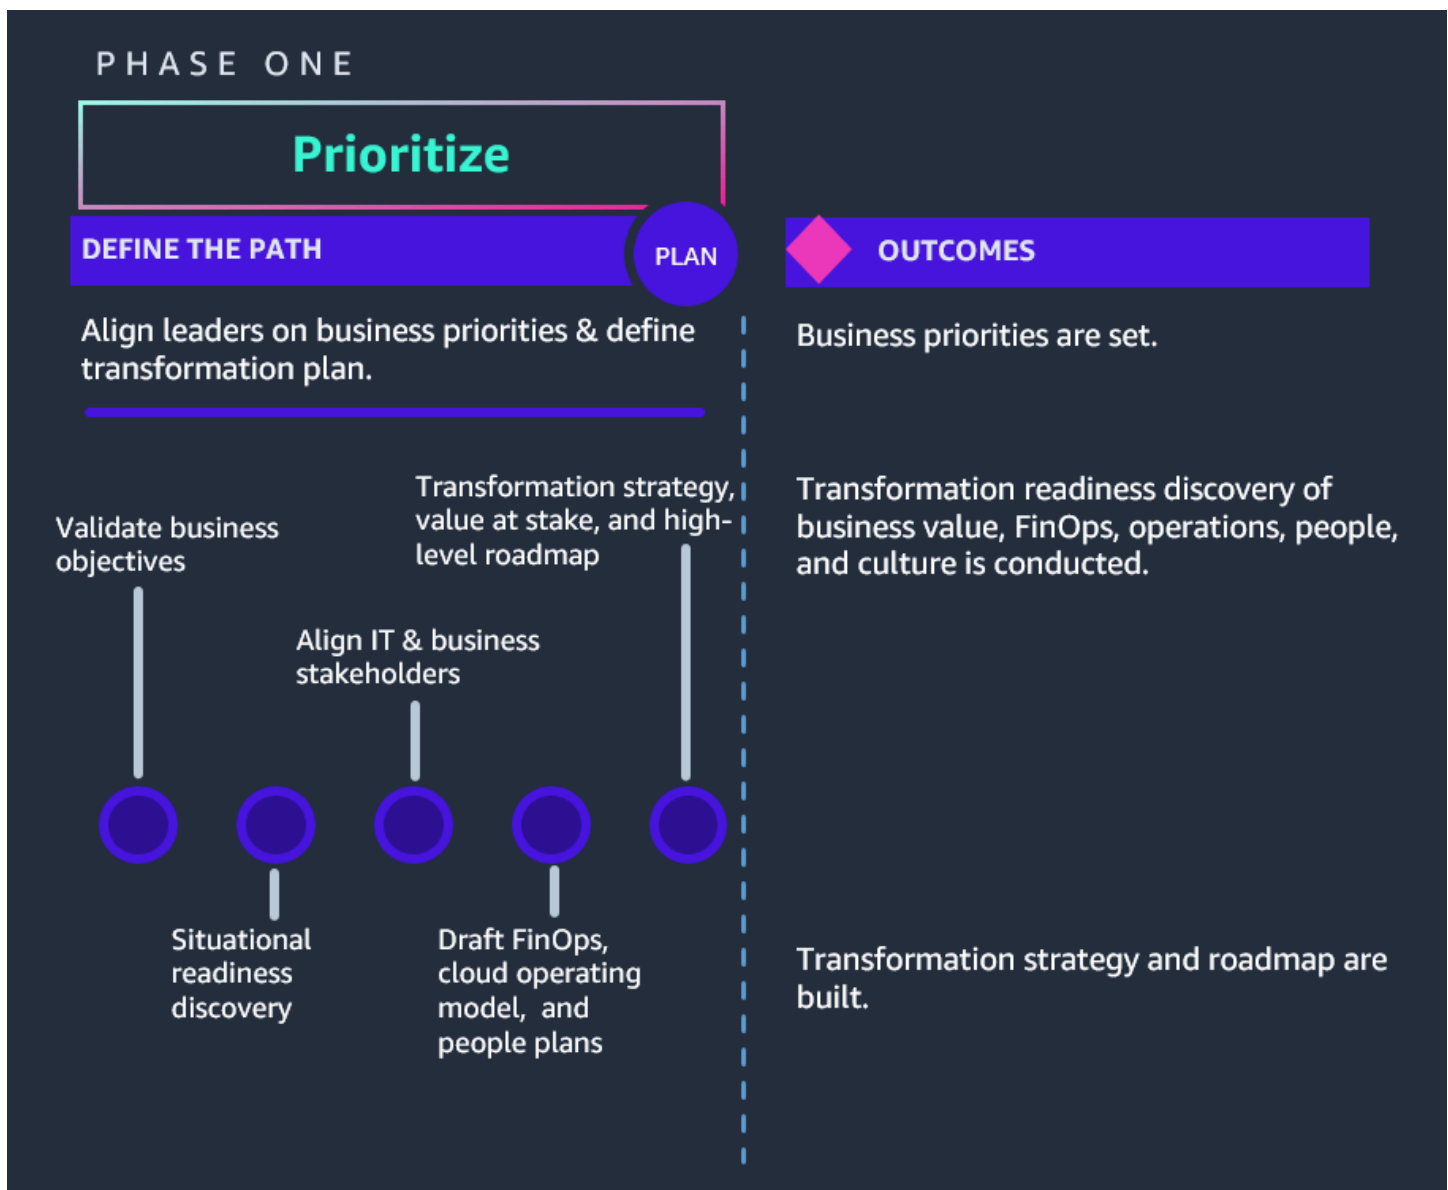 PHASE ONE
Prioritize
DEFINE THE PATH
PLAN
Align leaders on business priorities & define
transformation plan.
Validate business
objectives
Transformation strategy,
value at stake, and high-
level roadmap
Align IT & business
stakeholders
Situational
readiness
discovery
Draft FinOps,
cloud operating
model, and
people plans
OUTCOMES
Business priorities are set.
Transformation readiness discovery of
business value, FinOps, operations, people,
and culture is conducted.
Transformation strategy and roadmap are
built.